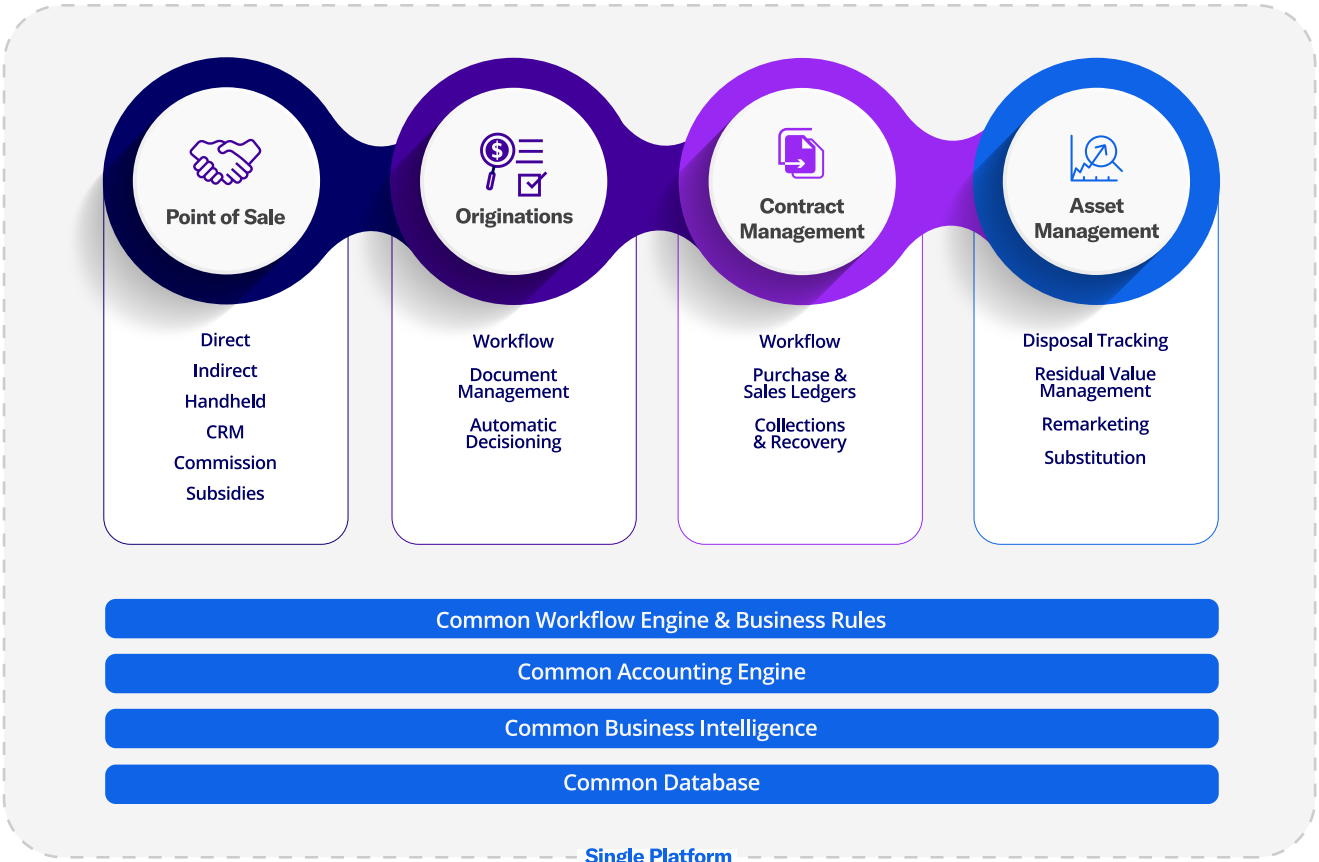 Point of Sale
Direct
Indirect
Handheld
CRM
Commission
Subsidies
$
Originations
Workflow
Document
Management
Automatic
Decisioning
Contract
Management
Workflow
Purchase &
Sales Ledgers
Collections
& Recovery
Asset
Management
Disposal Tracking
Residual Value
Management
Remarketing
Substitution
Common Workflow Engine & Business Rules
Common Accounting Engine
Common Business Intelligence
Common Database
Single Platform